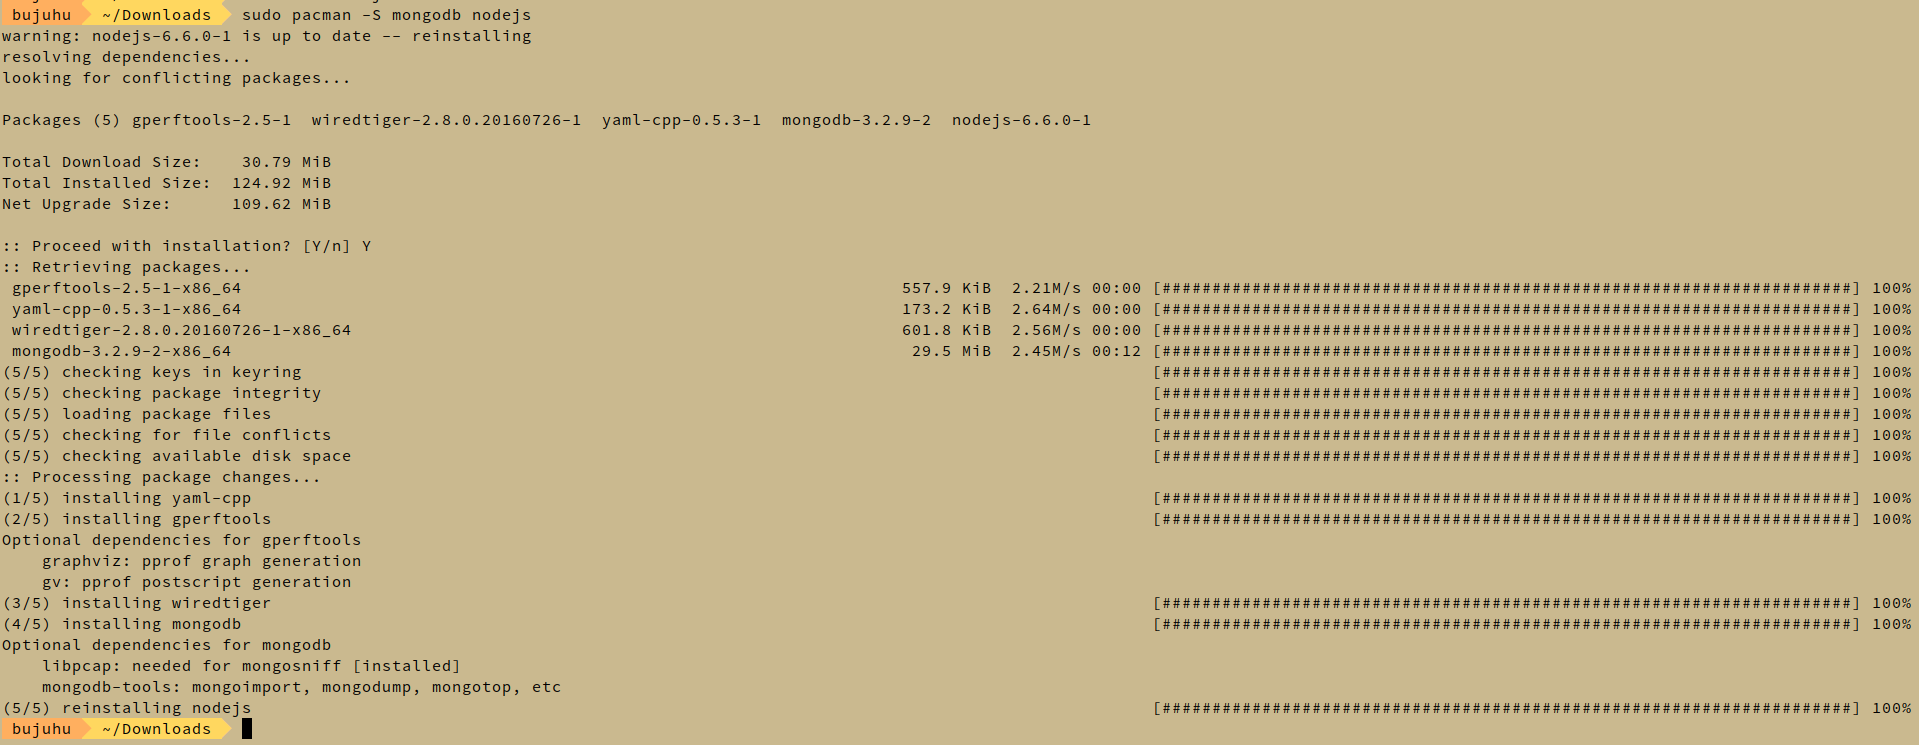 bujuhu ~/Downloads sudo pacman -S mongodb nodejs
warning: nodejs-6.6.0-1 is up to date -- reinstalling
resolving dependencies...
looking for conflicting packages...
Packages (5) gperftools-2.5-1  wiredtiger-2.8.0.20160726-1  yaml-cpp-0.5.3-1  mongodb-3.2.9-2  nodejs-6.6.0-1
Total Download Size:    30.79 MiB
Total Installed Size:  124.92 MiB
Net Upgrade Size:      109.62 MiB
:: Proceed with installation? [Y/n] Y
:: Retrieving packages...
gperftools-2.5-1-x86_64 557.9 KiB  2.21M/s 00:00 [#####################################################################] 100%
yaml-cpp-0.5.3-1-x86_64 173.2 KiB  2.64M/s 00:00 [#####################################################################] 100%
wiredtiger-2.8.0.20160726-1-x86_64 601.8 KiB  2.56M/s 00:00 [#####################################################################] 100%
mongodb-3.2.9-2-x86_64 29.5 MiB  2.45M/s 00:12 [#####################################################################] 100%
(5/5) checking keys in keyring [#####################################################################] 100%
(5/5) checking package integrity [#####################################################################] 100%
(5/5) loading package files [#####################################################################] 100%
(5/5) checking for file conflicts [#####################################################################] 100%
(5/5) checking available disk space [#####################################################################] 100%
:: Processing package changes...
(1/5) installing yaml-cpp [#####################################################################] 100%
(2/5) installing gperftools [#####################################################################] 100%
Optional dependencies for gperftools
graphviz: pprof graph generation
gv: pprof postscript generation
(3/5) installing wiredtiger [#####################################################################] 100%
(4/5) installing mongodb [#####################################################################] 100%
Optional dependencies for mongodb
libpcap: needed for mongosniff [installed]
mongodb-tools: mongoimport, mongodump, mongotop, etc
(5/5) reinstalling nodejs [#####################################################################] 100%
bujuhu ~/Downloads